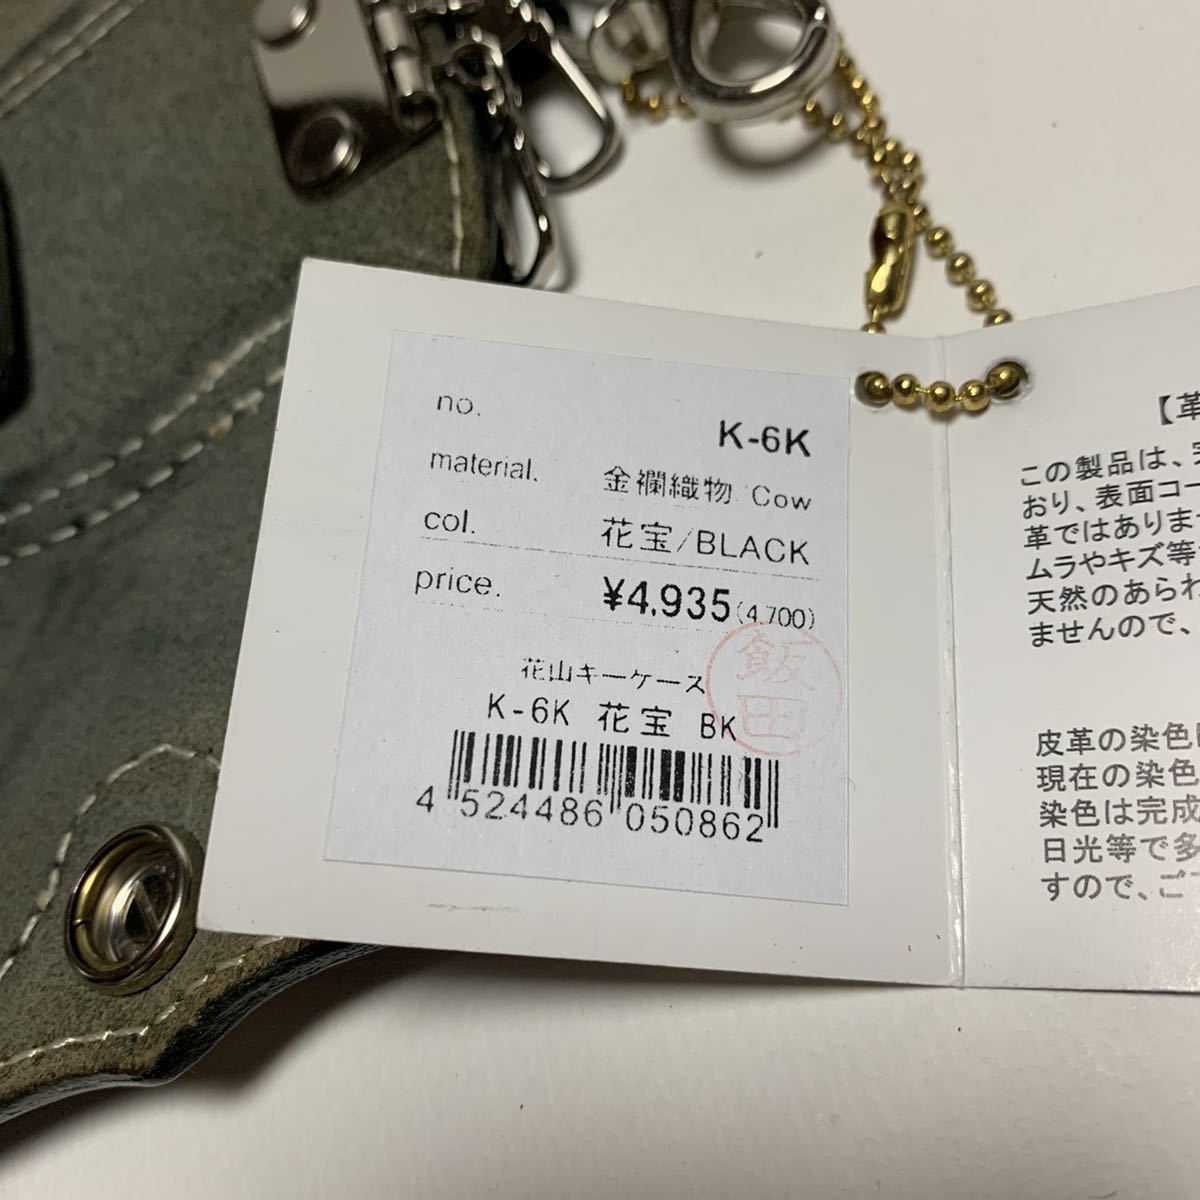 no. K-6K
material. 金襴織物/Cow
col. 花宝/BLACK
price. ¥4,935(4,700)
花山キーケース
K-6K 花宝 BK
飯田
4 524486 050862
【革
この製品は、
おり、表面コー
革ではありませ
ムラやキズ等
天然のあらわ
ませんので、
皮革の染色
現在の染色
染色は完成
日光等で多
すので、ご